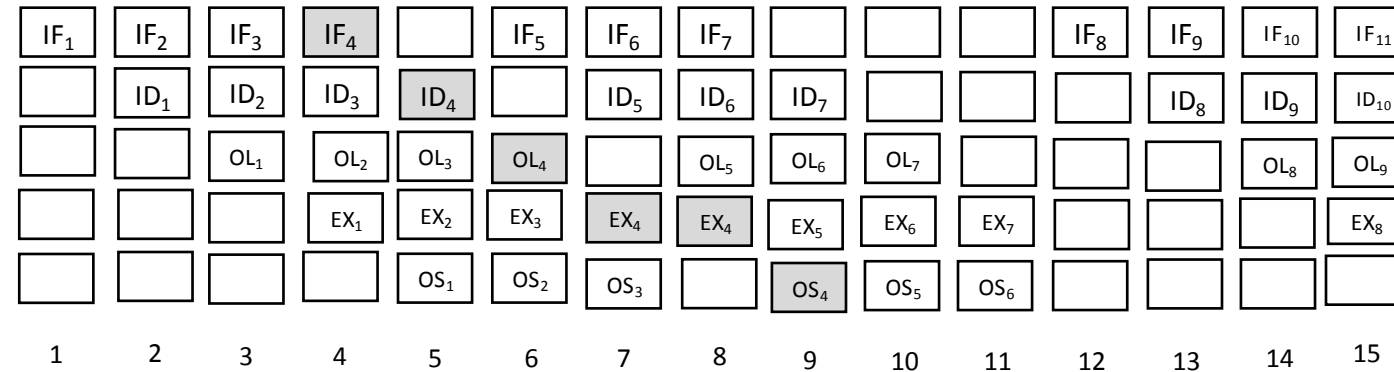 IF₁ IF₂ IF₃ IF₄ IF₅ IF₆ IF₇ IF₈ IF₉ IF₁₀ IF₁₁
ID₁ ID₂ ID₃ ID₄ ID₅ ID₆ ID₇ ID₈ ID₉ ID₁₀
OL₁ OL₂ OL₃ OL₄ OL₅ OL₆ OL₇ OL₈ OL₉
EX₁ EX₂ EX₃ EX₄ EX₄ EX₅ EX₆ EX₇ EX₈
OS₁ OS₂ OS₃ OS₄ OS₅ OS₆
1 2 3 4 5 6 7 8 9 10 11 12 13 14 15